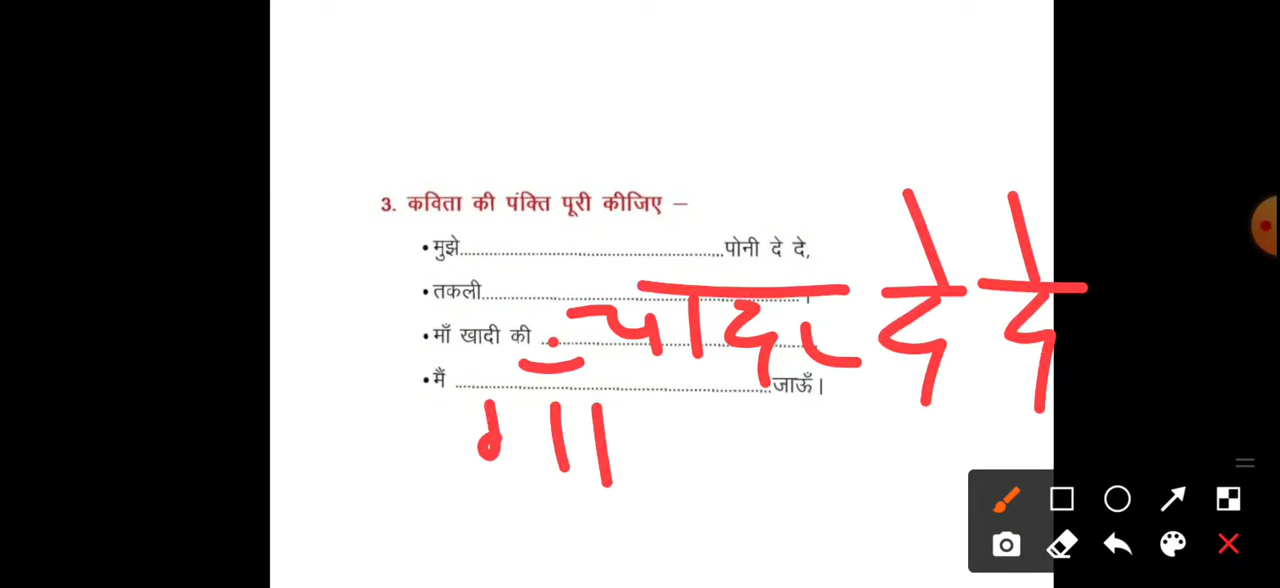 3. कविता की पंक्ति पूरी कीजिए –
• मुझे..........................................................पोनी दे दे,
• तकली......................................................................।
• माँ खादी की ............................................................,
चादर दे दे
• मैं ......................................................................जाऊँ।